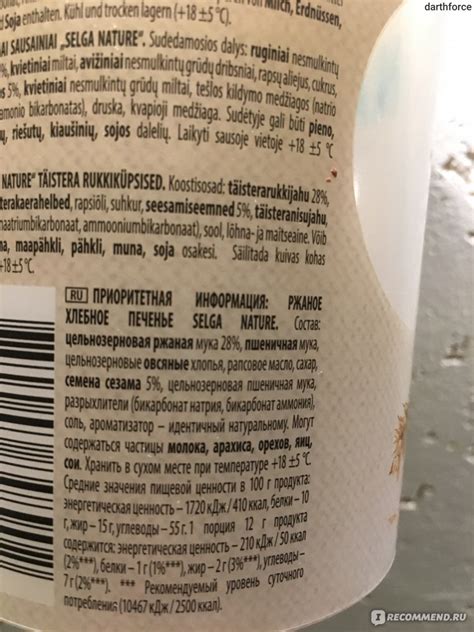 darthforce
Soja enthalten. Kühl und trocken lagern (+18 ±5 °C).
SAUSAINIAI „SELGA NATURE". Sudedamosios dalys: ruginiai nesmulkintų
kvietiniai miltai, avižiniai nesmulkintų grūdų dribsniai, rapsų aliejus, cukrus,
5%, kvietiniai nesmulkintų grūdų miltai, tešlos kildymo medžiagos (natrio
bikarbonatas), druska, kvapioji medžiaga. Sudėtyje gali būti pieno,
riešutų, kiaušinių, sojos dalelių. Laikyti sausoje vietoje +18 ±5 °C
NATURE" TÄISTERA RUKKIKÜPSISED. Koostisosad: täisterarukkijahu 28%,
rapsiõli, suhkur, seesamiseemned 5%, täisteranisujahu,
ammooniumbikarbonaat), sool, lõhna- ja maitseaine. Võib
maapähkli, pähkli, muna, soja osakesi. Säilitada kuivas kohas
+18 ±5 °C.
RU ПРИОРИТЕТНАЯ ИНФОРМАЦИЯ: РЖАНОЕ
ХЛЕБНОЕ ПЕЧЕНЬЕ SELGA NATURE. Состав:
цельнозерновая ржаная мука 28%, пшеничная мука,
цельнозерновые овсяные хлопья, рапсовое масло, сахар,
семена сезама 5%, цельнозерновая пшеничная мука,
разрыхлители (бикарбонат натрия, бикарбонат аммония),
соль, ароматизатор – идентичный натуральному. Могут
содержаться частицы молока, арахиса, орехов, яиц,
сои. Хранить в сухом месте при температуре +18 ±5 °C.
Средние значения пищевой ценности в 100 г продукта:
энергетическая ценность – 1720 кДж / 410 ккал, белки – 10
г, жир – 15 г, углеводы – 55 г. 1 порция 12 г продукта
содержится: энергетическая ценность – 210 кДж / 50 ккал
(2%***), белки – 1 г (1%***), жир – 2 г (3%***), углеводы –
7 г (2%***). *** Рекомендуемый уровень суточного
потребления (10467 кДж / 2500 ккал).
I RECOMMEND.RU